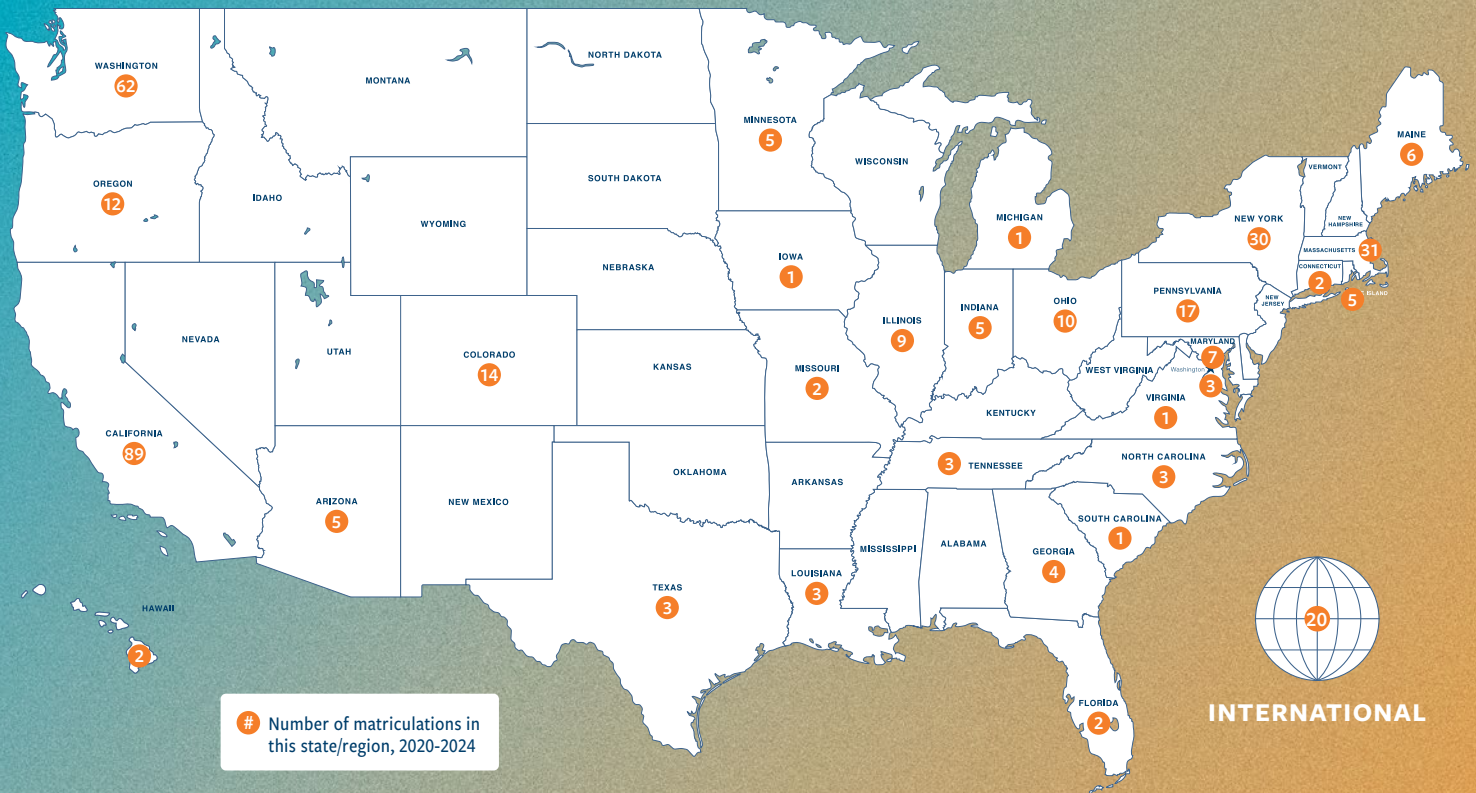 WASHINGTON
62
MONTANA
NORTH DAKOTA
MINNESOTA
5
OREGON
12
IDAHO
WYOMING
SOUTH DAKOTA
WISCONSIN
MICHIGAN
1
MAINE
6
VERMONT
NEW
HAMPSHIRE
NEW YORK
30
MASSACHUSETTS
31
CONNECTICUT
2
ISLAND
5
NEBRASKA
IOWA
1
ILLINOIS
9
INDIANA
5
OHIO
10
PENNSYLVANIA
17
NEW
JERSEY
NEVADA
UTAH
COLORADO
14
KANSAS
MISSOURI
2
MARYLAND
7
Washington
3
WEST VIRGINIA
VIRGINIA
1
KENTUCKY
CALIFORNIA
89
ARIZONA
5
NEW MEXICO
OKLAHOMA
ARKANSAS
3
TENNESSEE
NORTH CAROLINA
3
SOUTH CAROLINA
1
MISSISSIPPI
ALABAMA
GEORGIA
4
TEXAS
3
LOUISIANA
3
HAWAII
2
FLORIDA
2
20
INTERNATIONAL
# Number of matriculations in
this state/region, 2020-2024